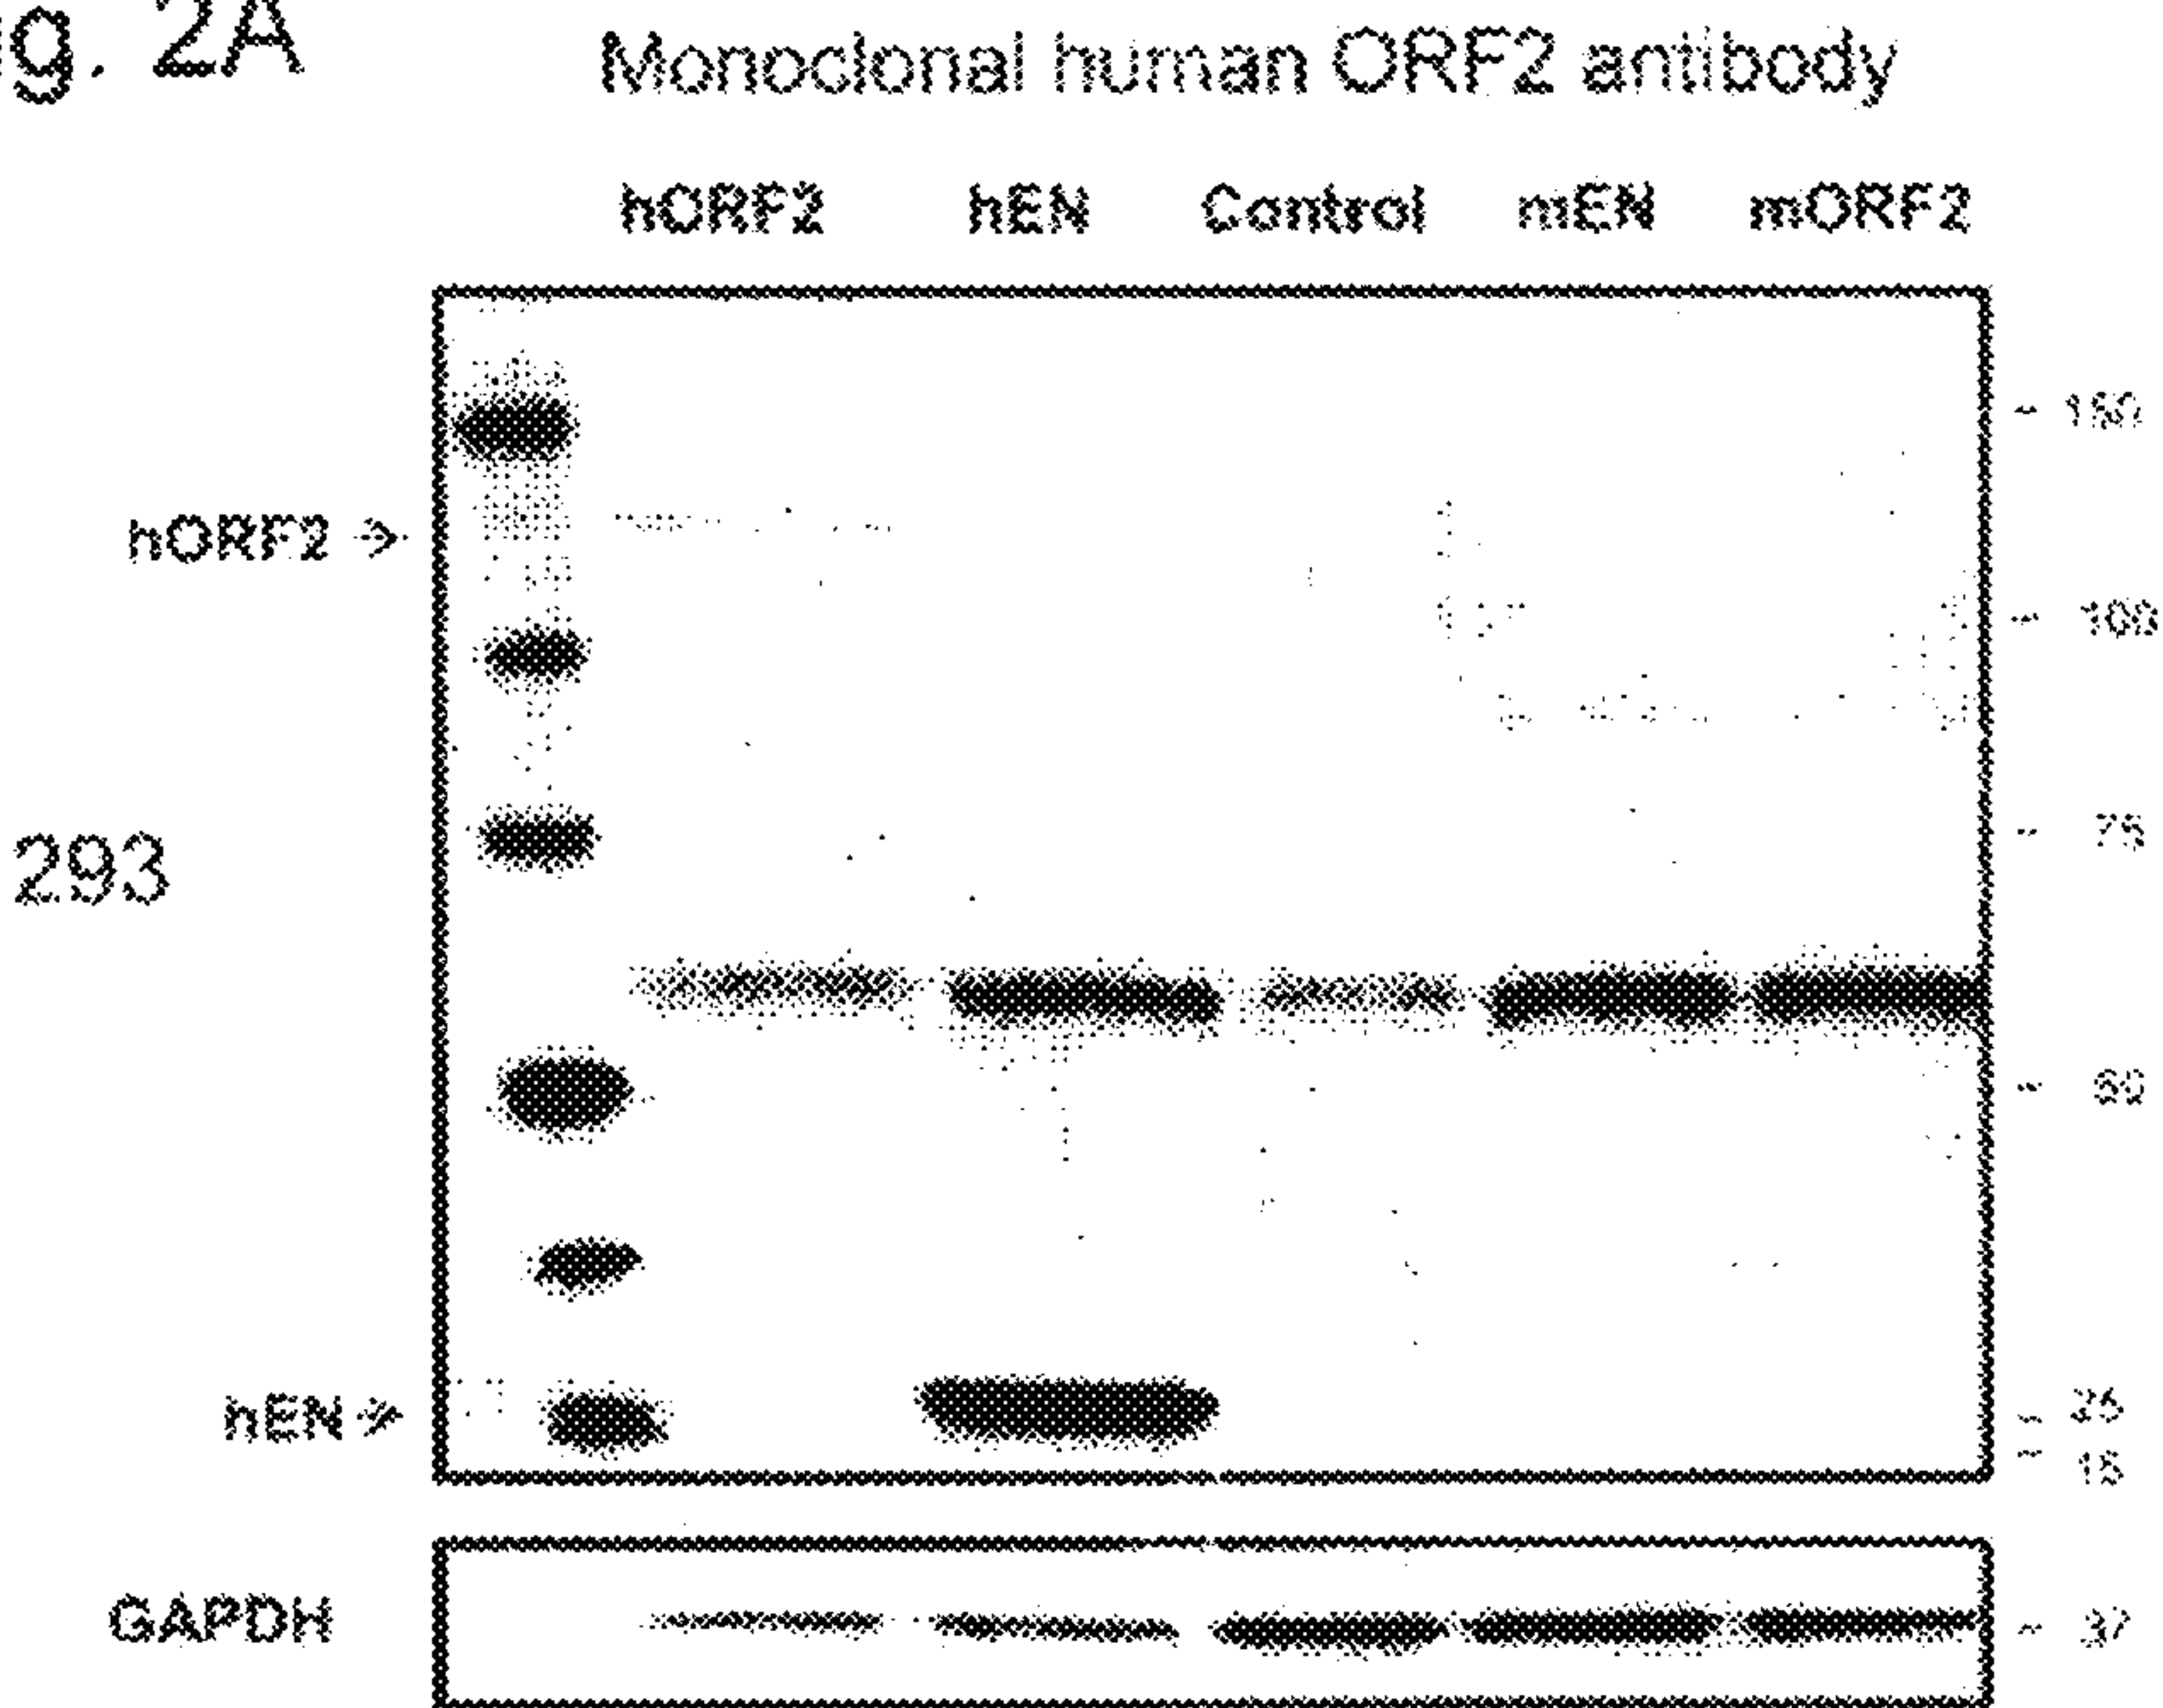 g. 2A
Monoclonal human ORF2 antibody
hORF2 hEN Control mEN mORF2
150
hORF2 →
100
75
293
hEN →
25
15
GAPDH
37